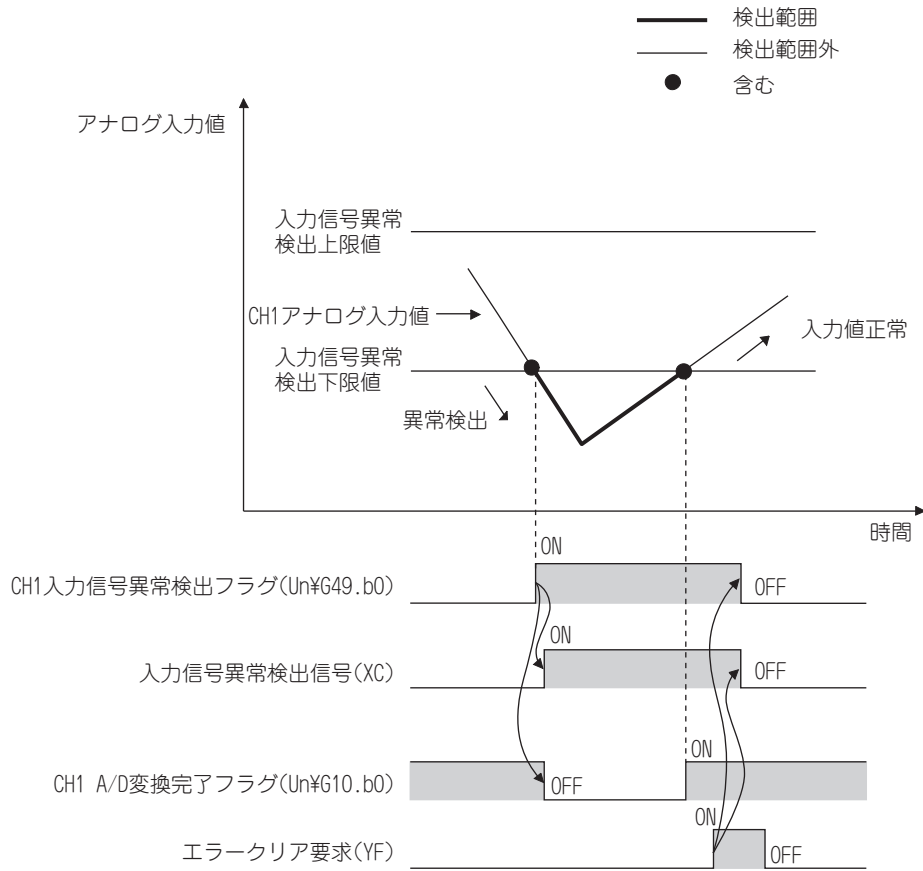 検出範囲
検出範囲外
含む
アナログ入力値
入力信号異常
検出上限値
CH1アナログ入力値
入力値正常
入力信号異常
検出下限値
異常検出
時間
ON
CH1入力信号異常検出フラグ(Un¥G49.b0)
OFF
ON
入力信号異常検出信号(XC)
OFF
ON
CH1 A/D変換完了フラグ(Un¥G10.b0)
OFF
ON
エラークリア要求(YF)
OFF